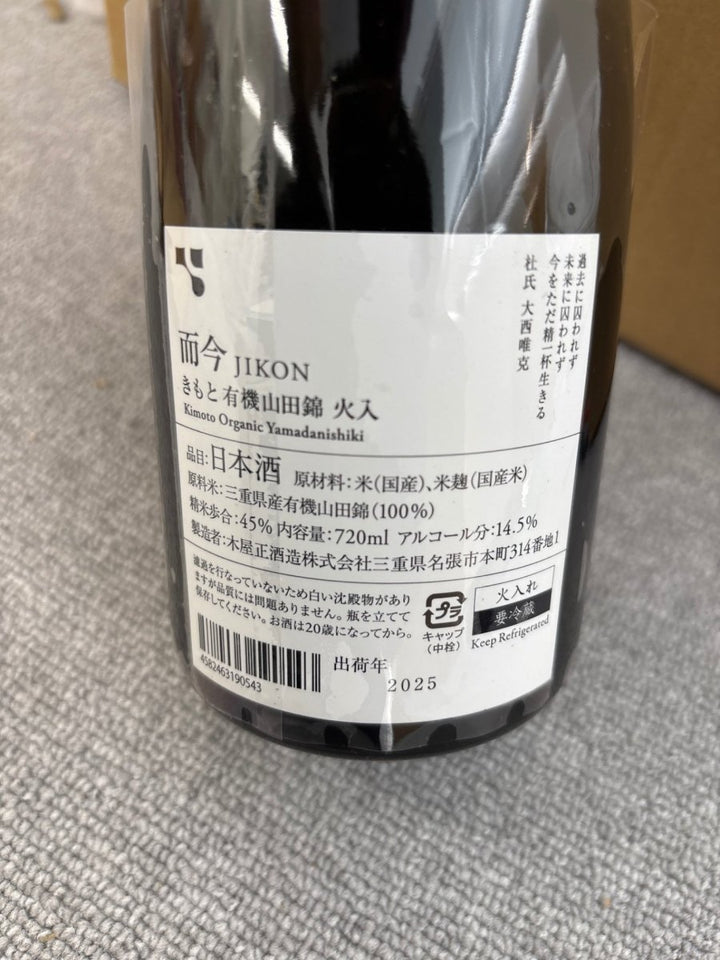 過去に囚われず
未来に囚われず
今をただ精一杯生きる
杜氏 大西唯克
而今 JIKON
きもと 有機山田錦 火入
Kimoto Organic Yamadanishiki
品目:日本酒 原材料:米(国産)、米麹(国産米)
原料米:三重県産有機山田錦(100%)
精米歩合:45% 内容量:720ml アルコール分:14.5%
製造者:木屋正酒造株式会社三重県名張市本町314番地1
濾過を行なっていないため白い沈殿物があり
ますが品質には問題ありません。瓶を立てて
保存してください。お酒は20歳になってから。
プラ
キャップ
(中栓)
火入れ
要冷蔵
Keep Refrigerated
4582463190543
出荷年
2025